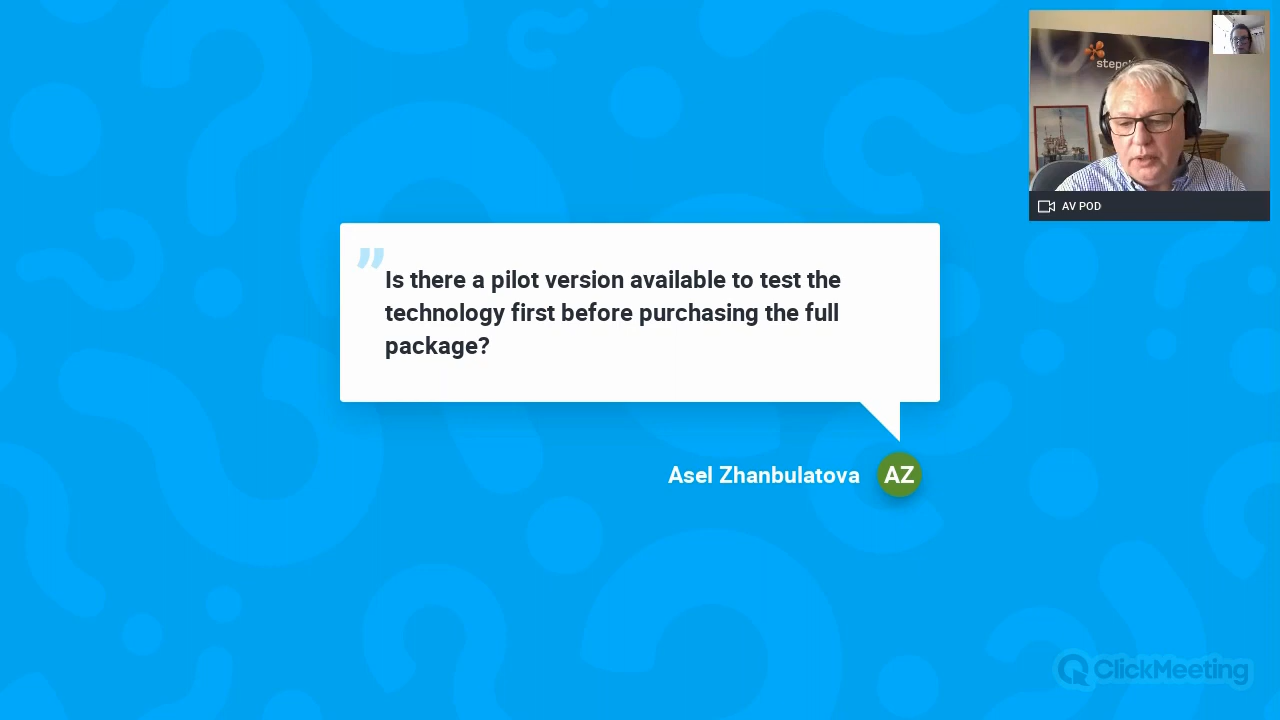 AV POD
”
Is there a pilot version available to test the
technology first before purchasing the full
package?
Asel Zhanbulatova
AZ
ClickMeeting